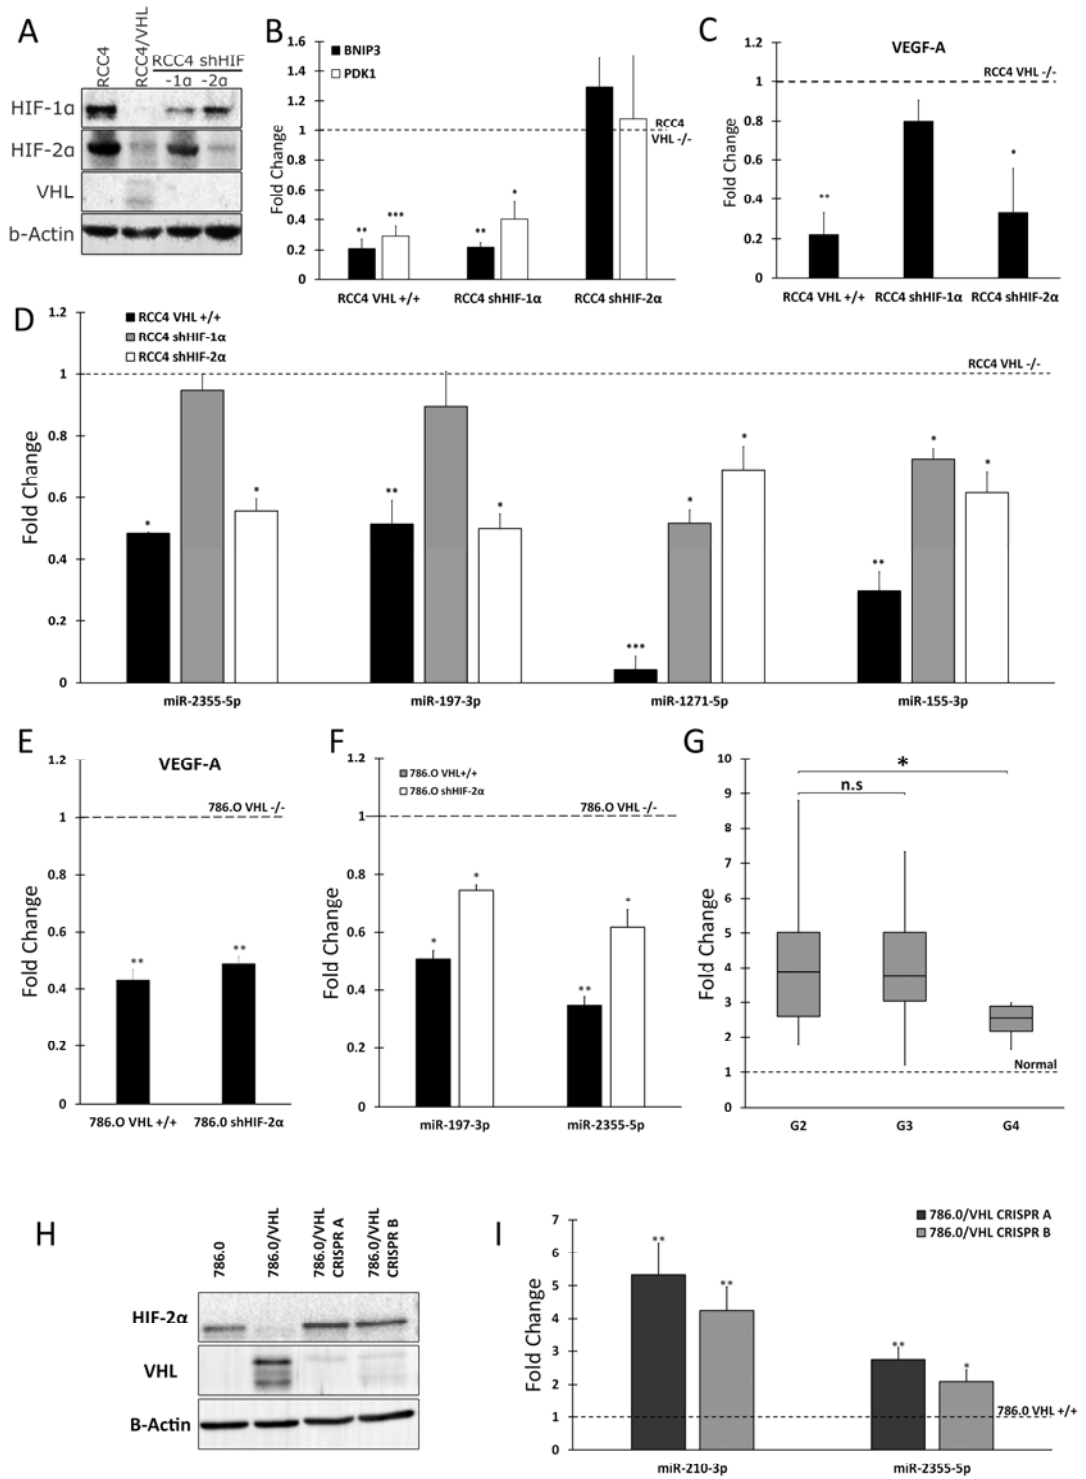 A
RCC4
RCC4/VHL
RCC4 shHIF
-1α -2α
HIF-1α
HIF-2α
VHL
b-Actin
B
BNIP3
PDK1
Fold Change
1.6
1.4
1.2
1
0.8
0.6
0.4
0.2
0
RCC4
VHL -/-
** *** ** *
RCC4 VHL +/+ RCC4 shHIF-1α RCC4 shHIF-2α
C
VEGF-A
RCC4 VHL -/-
Fold Change
1.2
1
0.8
0.6
0.4
0.2
0
** *
RCC4 VHL +/+ RCC4 shHIF-1α RCC4 shHIF-2α
D
RCC4 VHL +/+
RCC4 shHIF-1α
RCC4 shHIF-2α
RCC4 VHL -/-
Fold Change
1.2
1
0.8
0.6
0.4
0.2
0
* * ** * *** * * ** * *
miR-2355-5p miR-197-3p miR-1271-5p miR-155-3p
E
VEGF-A
786.O VHL -/-
Fold Change
1.2
1
0.8
0.6
0.4
0.2
0
** **
786.O VHL +/+ 786.0 shHIF-2α
F
786.O VHL+/+
786.O shHIF-2α
786.O VHL -/-
Fold Change
1.2
1
0.8
0.6
0.4
0.2
0
* * ** *
miR-197-3p miR-2355-5p
G
*
n.s
Fold Change
10
9
8
7
6
5
4
3
2
1
0
Normal
G2 G3 G4
H
786.0
786.0/VHL
786.0/VHL
CRISPR A
786.0/VHL
CRISPR B
HIF-2α
VHL
B-Actin
I
786.0/VHL CRISPR A
786.0/VHL CRISPR B
Fold Change
7
6
5
4
3
2
1
0
** ** ** *
786.0 VHL +/+
miR-210-3p miR-2355-5p